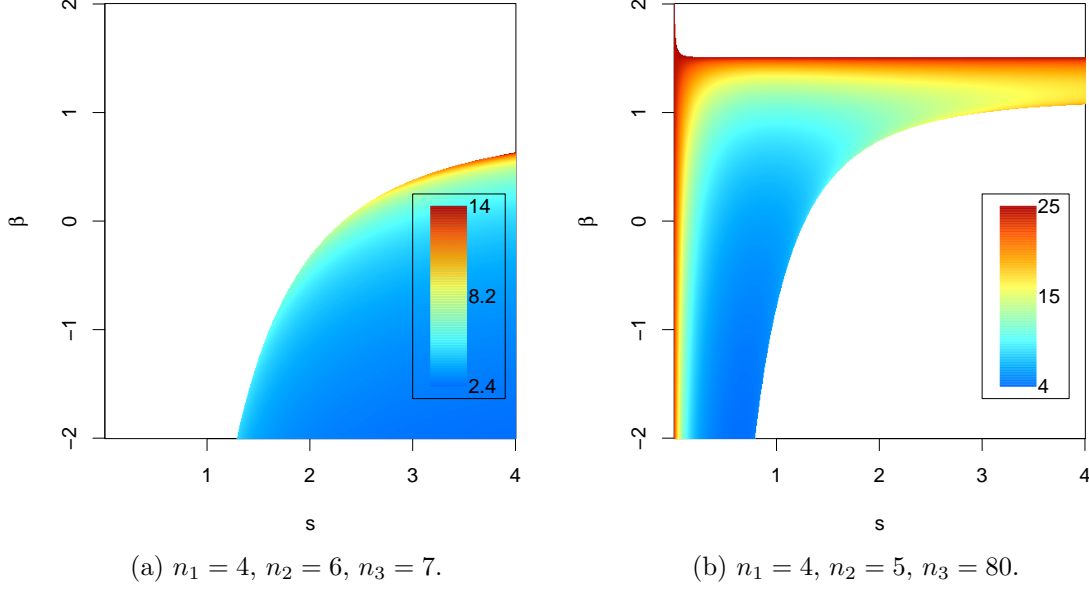 2
1
0
−1
−2
β
14
8.2
2.4
1 2 3 4
s
(a) n₁ = 4, n₂ = 6, n₃ = 7.
2
1
0
−1
−2
β
25
15
4
1 2 3 4
s
(b) n₁ = 4, n₂ = 5, n₃ = 80.